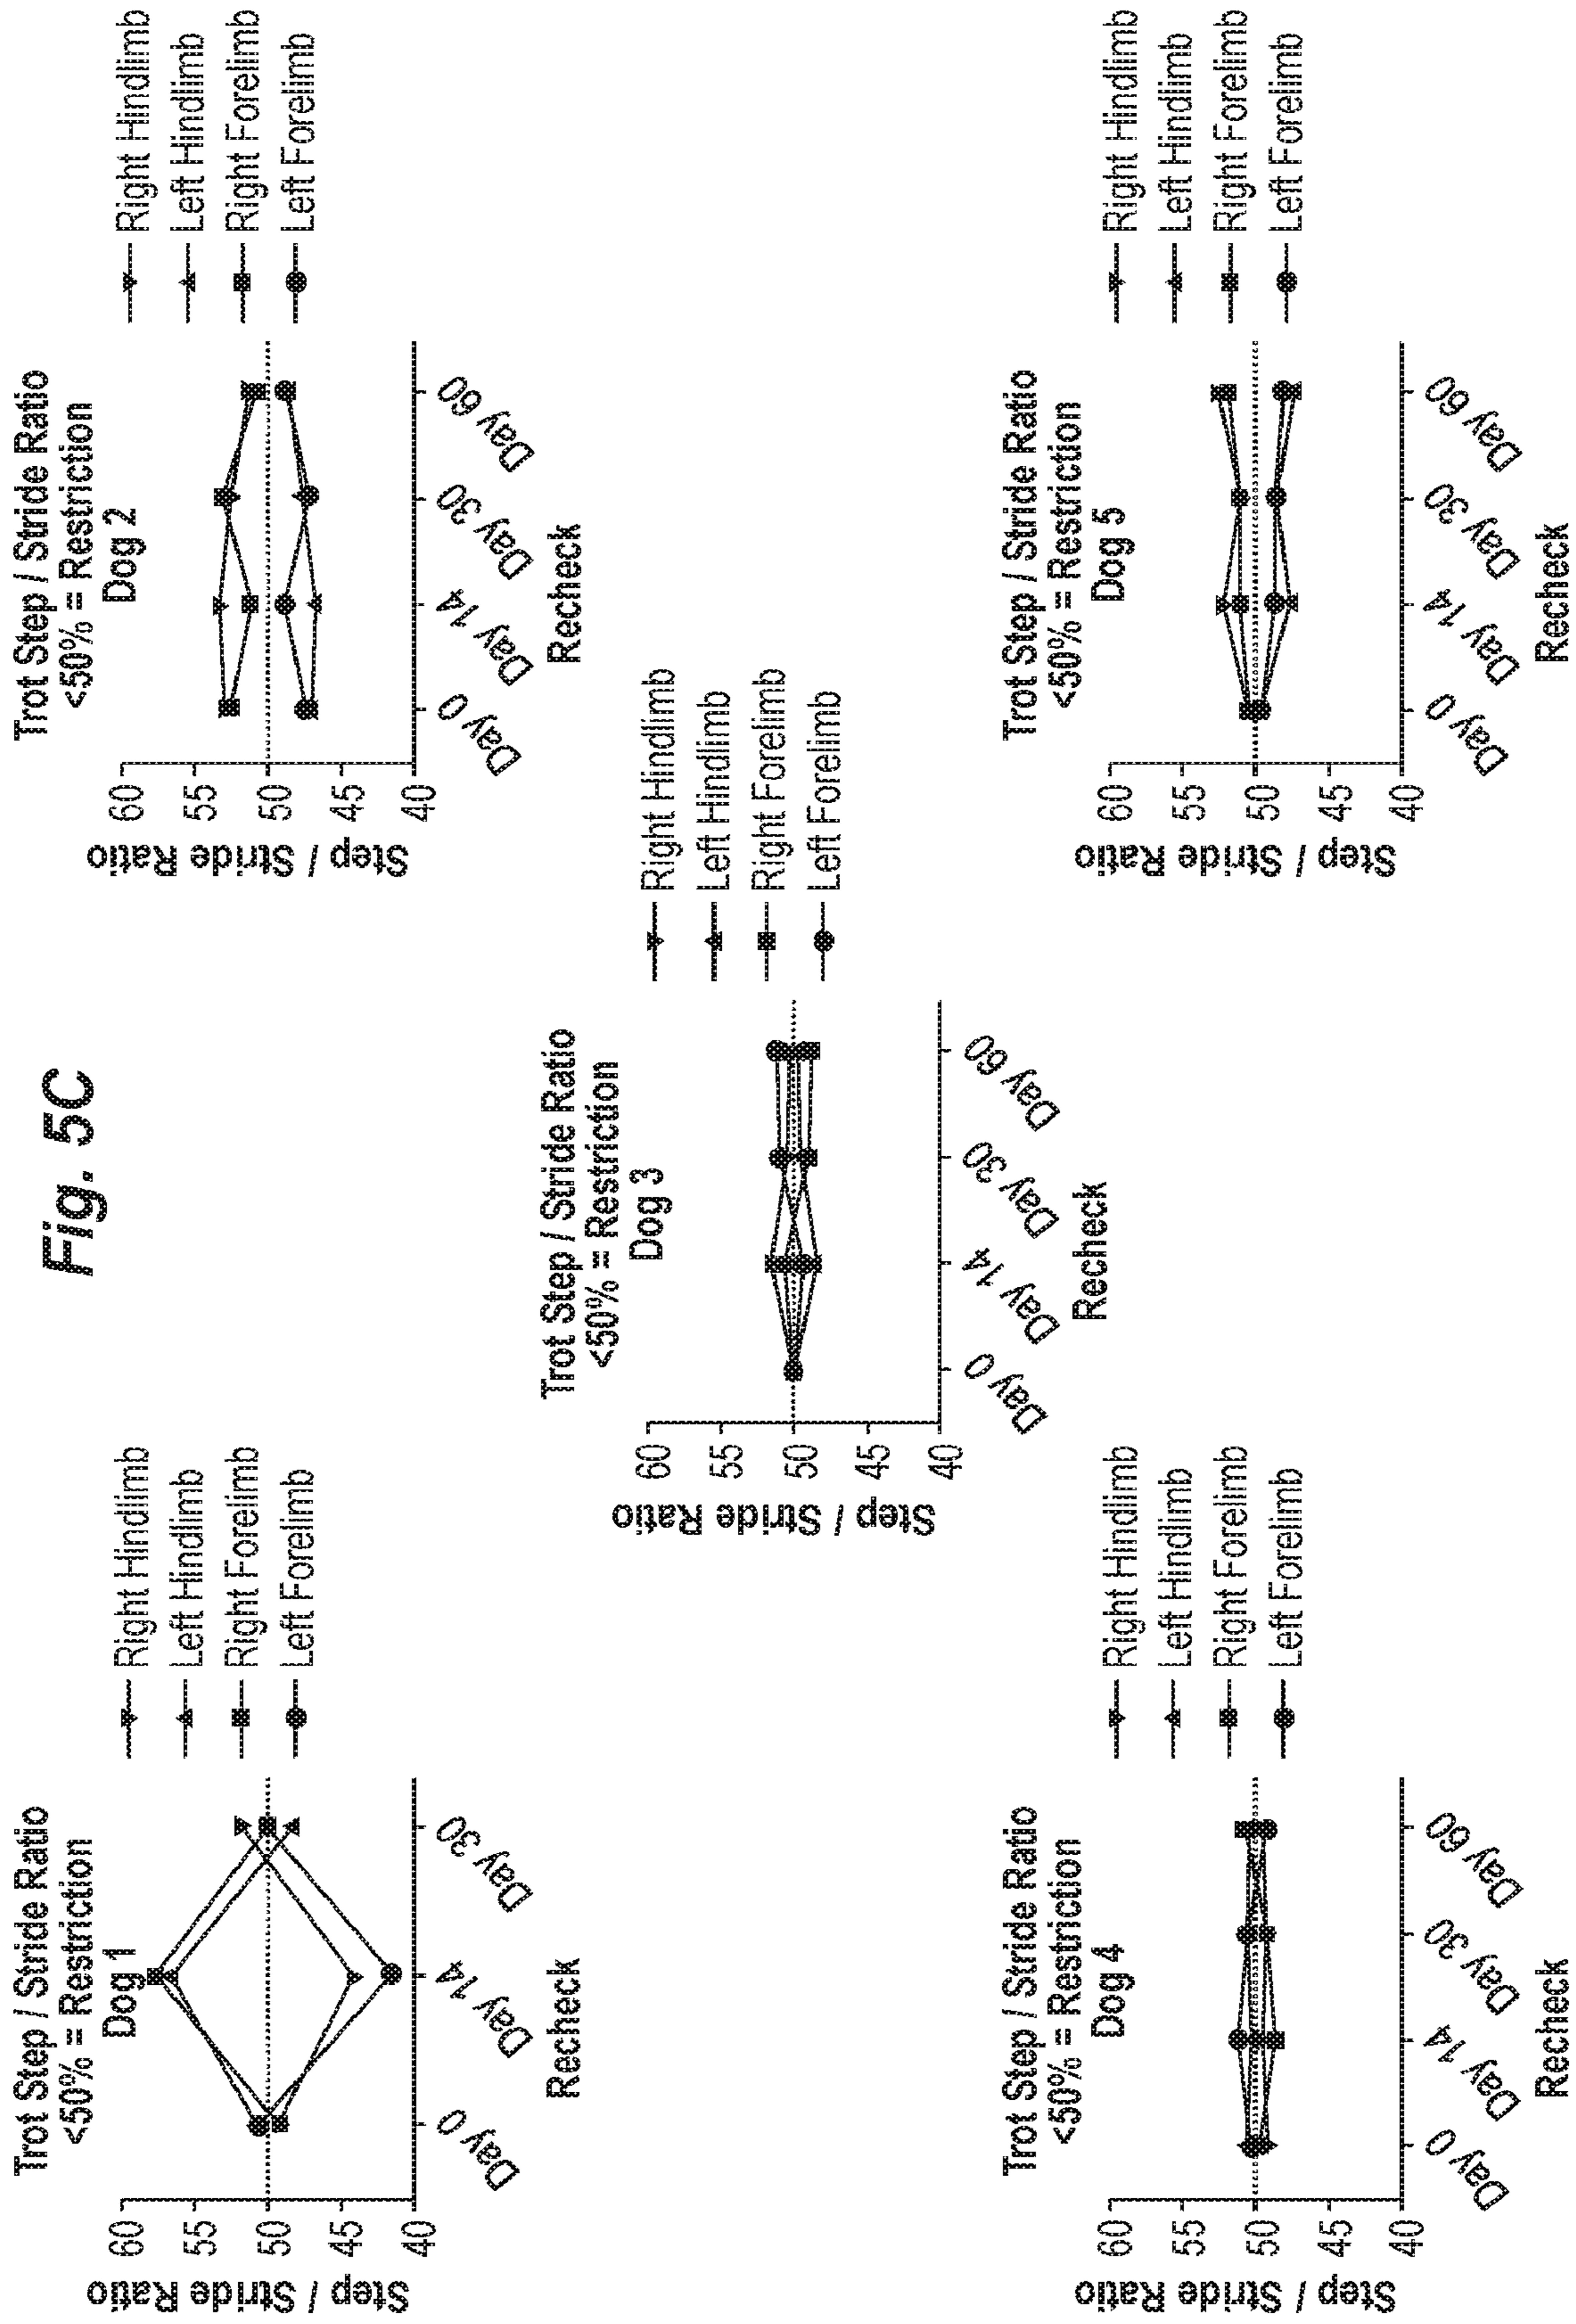 Fig. 5C
Trot Step / Stride Ratio
<50% = Restriction
Dog 1
Step / Stride Ratio
60
55
50
45
40
Day 0
Day 14
Day 30
Recheck
Right Hindlimb
Left Hindlimb
Right Forelimb
Left Forelimb
Trot Step / Stride Ratio
<50% = Restriction
Dog 2
Step / Stride Ratio
60
55
50
45
40
Day 0
Day 14
Day 30
Day 60
Recheck
Right Hindlimb
Left Hindlimb
Right Forelimb
Left Forelimb
Trot Step / Stride Ratio
<50% = Restriction
Dog 3
Step / Stride Ratio
60
55
50
45
40
Day 0
Day 14
Day 30
Day 60
Recheck
Right Hindlimb
Left Hindlimb
Right Forelimb
Left Forelimb
Trot Step / Stride Ratio
<50% = Restriction
Dog 4
Step / Stride Ratio
60
55
50
45
40
Day 0
Day 14
Day 30
Day 60
Recheck
Right Hindlimb
Left Hindlimb
Right Forelimb
Left Forelimb
Trot Step / Stride Ratio
<50% = Restriction
Dog 5
Step / Stride Ratio
60
55
50
45
40
Day 0
Day 14
Day 30
Day 60
Recheck
Right Hindlimb
Left Hindlimb
Right Forelimb
Left Forelimb